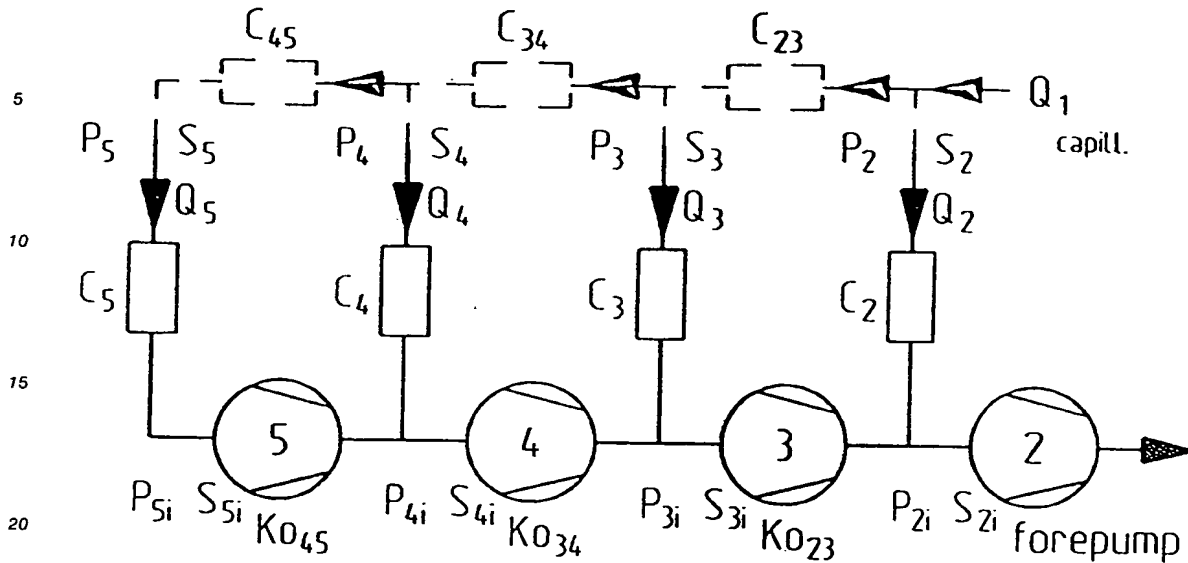 C45 C34 C23
5 Q1
P5 S5 P4 S4 P3 S3 P2 S2 capill.
Q5 Q4 Q3 Q2
10
C5 C4 C3 C2
15
5 4 3 2
P5i S5i P4i S4i P3i S3i P2i S2i
20 Ko45 Ko34 Ko23 forepump